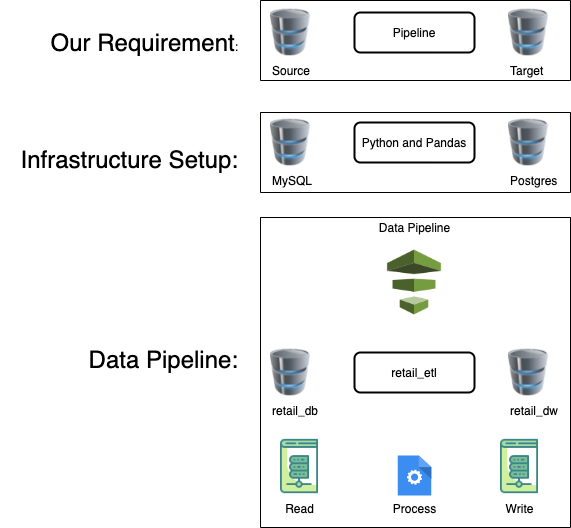 Our Requirement:
Pipeline
Source
Target
Infrastructure Setup:
Python and Pandas
MySQL
Postgres
Data Pipeline
Data Pipeline:
retail_etl
retail_db
retail_dw
Read
Process
Write